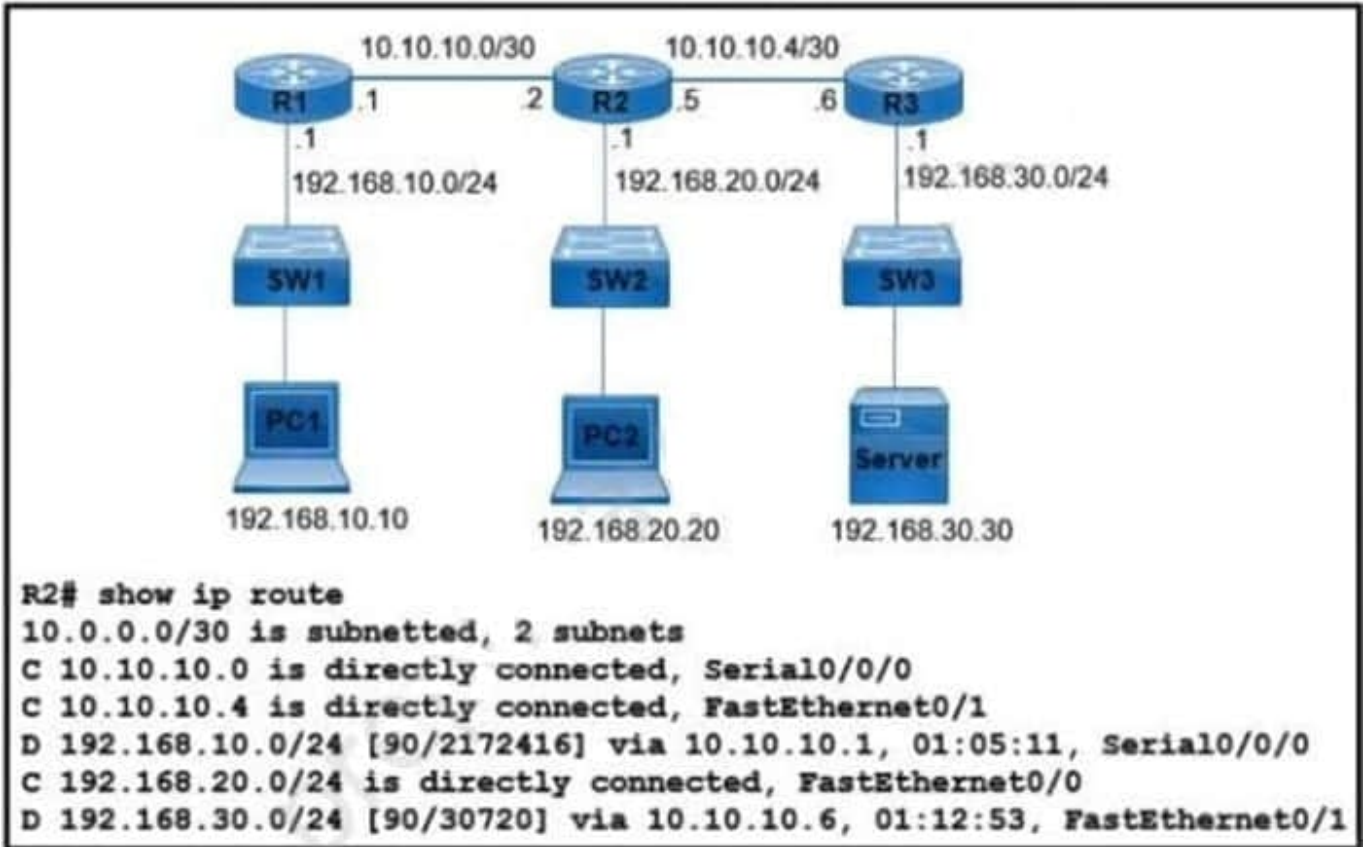 10.10.10.0/30
10.10.10.4/30
R1
.1
.2
R2
.5
.6
R3
.1
.1
.1
192.168.10.0/24
192.168.20.0/24
192.168.30.0/24
SW1
SW2
SW3
PC1
PC2
Server
192.168.10.10
192.168.20.20
192.168.30.30
R2# show ip route
10.0.0.0/30 is subnetted, 2 subnets
C 10.10.10.0 is directly connected, Serial0/0/0
C 10.10.10.4 is directly connected, FastEthernet0/1
D 192.168.10.0/24 [90/2172416] via 10.10.10.1, 01:05:11, Serial0/0/0
C 192.168.20.0/24 is directly connected, FastEthernet0/0
D 192.168.30.0/24 [90/30720] via 10.10.10.6, 01:12:53, FastEthernet0/1